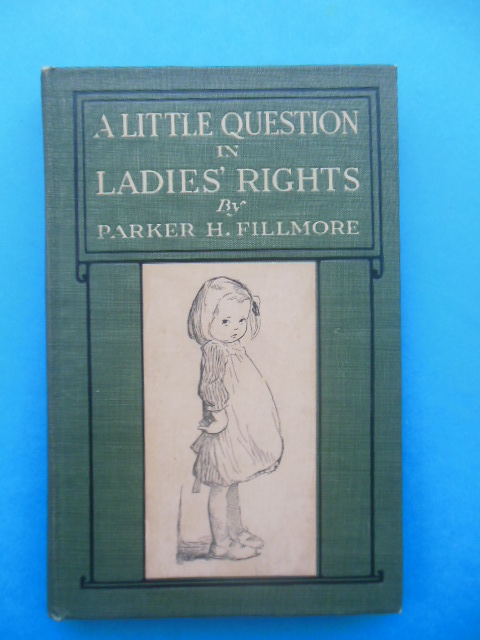 A LITTLE QUESTION
IN
LADIES' RIGHTS
By
PARKER H. FILLMORE